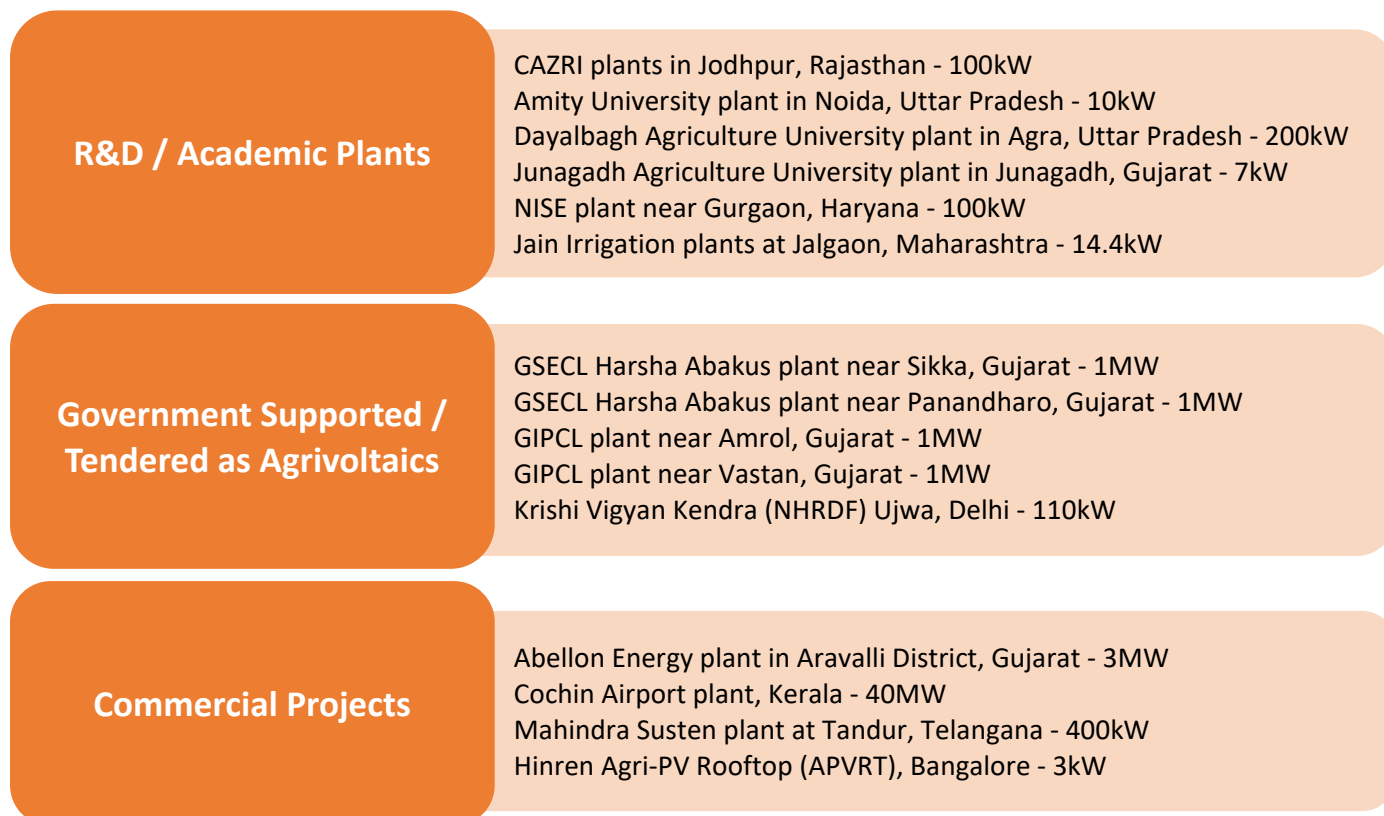 R&D / Academic Plants
CAZRI plants in Jodhpur, Rajasthan - 100kW
Amity University plant in Noida, Uttar Pradesh - 10kW
Dayalbagh Agriculture University plant in Agra, Uttar Pradesh - 200kW
Junagadh Agriculture University plant in Junagadh, Gujarat - 7kW
NISE plant near Gurgaon, Haryana - 100kW
Jain Irrigation plants at Jalgaon, Maharashtra - 14.4kW
Government Supported /
Tendered as Agrivoltaics
GSECL Harsha Abakus plant near Sikka, Gujarat - 1MW
GSECL Harsha Abakus plant near Panandharo, Gujarat - 1MW
GIPCL plant near Amrol, Gujarat - 1MW
GIPCL plant near Vastan, Gujarat - 1MW
Krishi Vigyan Kendra (NHRDF) Ujwa, Delhi - 110kW
Commercial Projects
Abellon Energy plant in Aravalli District, Gujarat - 3MW
Cochin Airport plant, Kerala - 40MW
Mahindra Susten plant at Tandur, Telangana - 400kW
Hinren Agri-PV Rooftop (APVRT), Bangalore - 3kW